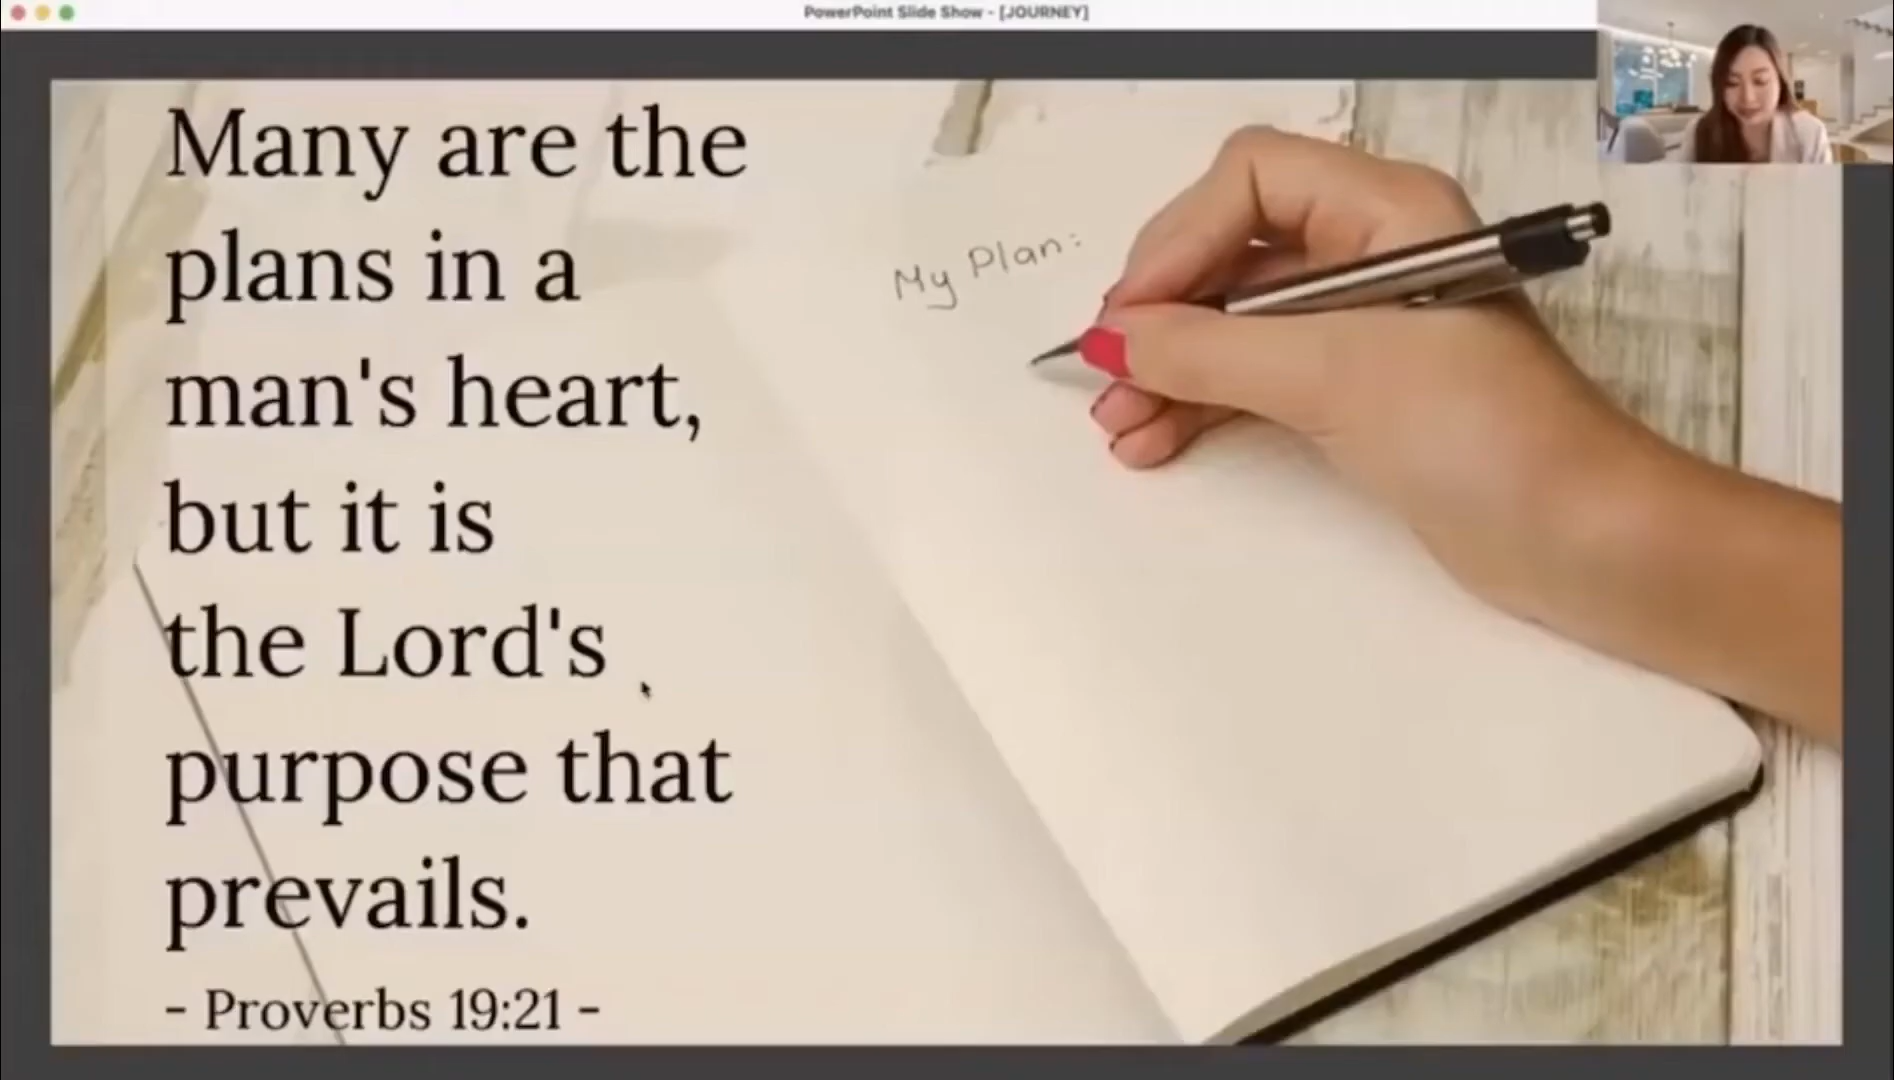 PowerPoint Slide Show - [JOURNEY]
Many are the
plans in a
man's heart,
but it is
the Lord's
purpose that
prevails.
- Proverbs 19:21 -
My Plan: